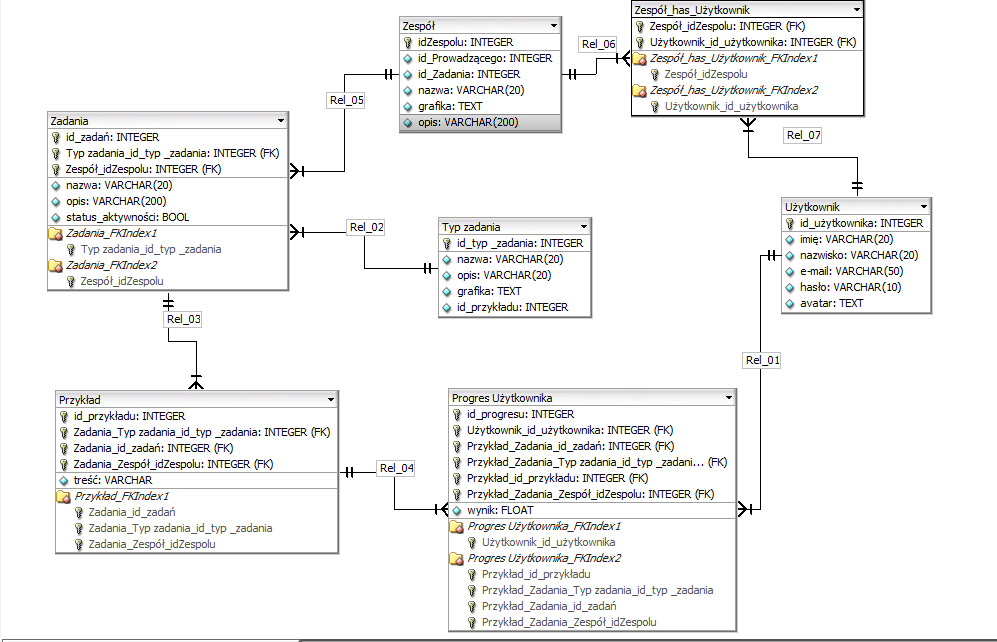 Zespół
idZespolu: INTEGER
id_Prowadzącego: INTEGER
id_Zadania: INTEGER
nazwa: VARCHAR(20)
grafika: TEXT
opis: VARCHAR(200)
Rel_06
Zespół_has_Użytkownik
Zespół_idZespolu: INTEGER (FK)
Użytkownik_id_użytkownika: INTEGER (FK)
Zespół_has_Użytkownik_FKIndex1
Zespół_idZespolu
Zespół_has_Użytkownik_FKIndex2
Użytkownik_id_użytkownika
Rel_05
Rel_07
Zadania
id_zadań: INTEGER
Typ zadania_id_typ _zadania: INTEGER (FK)
Zespół_idZespolu: INTEGER (FK)
nazwa: VARCHAR(20)
opis: VARCHAR(200)
status_aktywności: BOOL
Zadania_FKIndex1
Typ zadania_id_typ _zadania
Zadania_FKIndex2
Zespół_idZespolu
Rel_02
Typ zadania
id_typ _zadania: INTEGER
nazwa: VARCHAR(20)
opis: VARCHAR(20)
grafika: TEXT
id_przykładu: INTEGER
Użytkownik
id_użytkownika: INTEGER
imię: VARCHAR(20)
nazwisko: VARCHAR(20)
e-mail: VARCHAR(50)
hasło: VARCHAR(10)
avatar: TEXT
Rel_03
Rel_01
Przykład
id_przykładu: INTEGER
Zadania_Typ zadania_id_typ _zadania: INTEGER (FK)
Zadania_id_zadań: INTEGER (FK)
Zadania_Zespół_idZespolu: INTEGER (FK)
treść: VARCHAR
Przykład_FKIndex1
Zadania_id_zadań
Zadania_Typ zadania_id_typ _zadania
Zadania_Zespół_idZespolu
Rel_04
Progres Użytkownika
id_progresu: INTEGER
Użytkownik_id_użytkownika: INTEGER (FK)
Przykład_Zadania_id_zadań: INTEGER (FK)
Przykład_Zadania_Typ zadania_id_typ _zadani... (FK)
Przykład_id_przykładu: INTEGER (FK)
Przykład_Zadania_Zespół_idZespolu: INTEGER (FK)
wynik: FLOAT
Progres Użytkownika_FKIndex1
Użytkownik_id_użytkownika
Progres Użytkownika_FKIndex2
Przykład_id_przykładu
Przykład_Zadania_Typ zadania_id_typ _zadania
Przykład_Zadania_id_zadań
Przykład_Zadania_Zespół_idZespolu